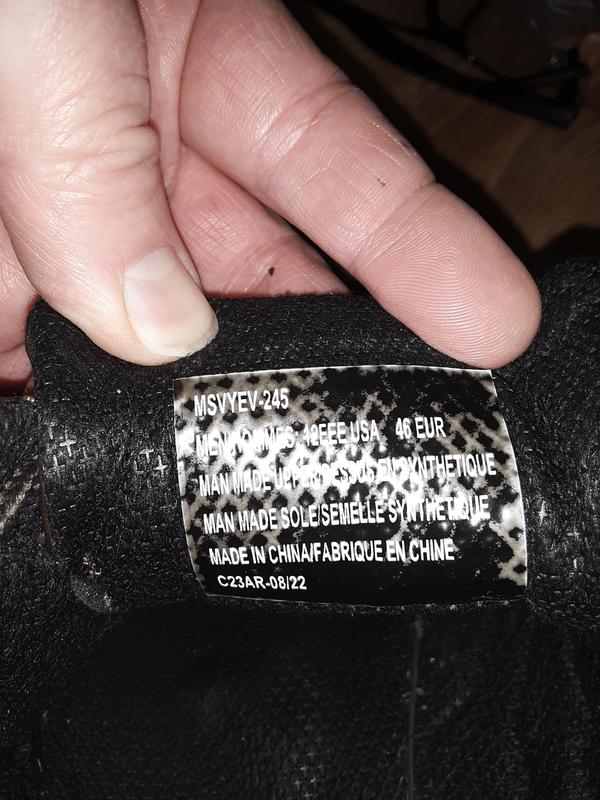 MSVYEV-245
MEN/HOMMES: 12EEE USA 46 EUR
MAN MADE UPPER/DESSUS EN SYNTHETIQUE
MAN MADE SOLE/SEMELLE SYNTHETIQUE
MADE IN CHINA/FABRIQUE EN CHINE
C23AR-08/22